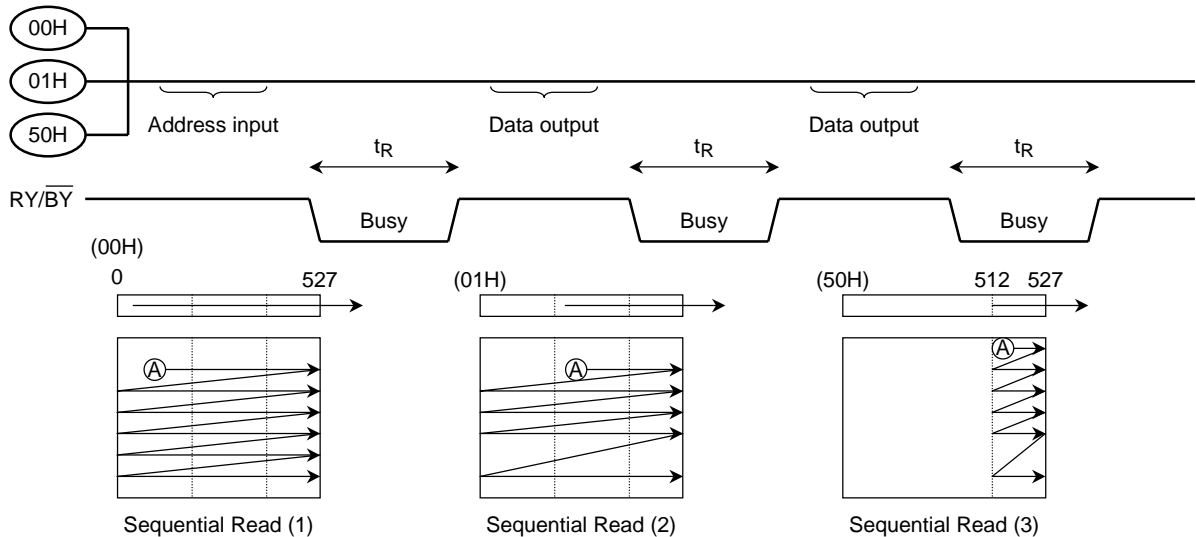 00H
01H
50H
Address input
Data output
Data output
tR
tR
tR
RY/B̅Y̅
Busy
Busy
Busy
(00H)
0
527
(01H)
(50H)
512
527
A
A
A
Sequential Read (1)
Sequential Read (2)
Sequential Read (3)